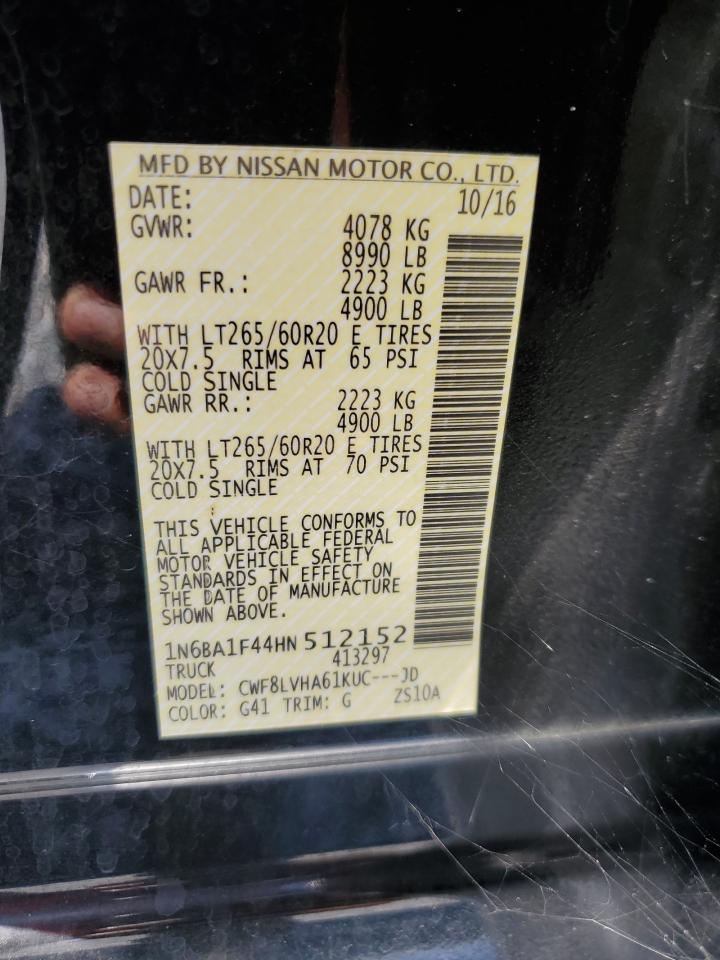 MFD BY NISSAN MOTOR CO., LTD.
DATE: 10/16
GVWR: 4078 KG
8990 LB
GAWR FR.: 2223 KG
4900 LB
WITH LT265/60R20 E TIRES
20X7.5 RIMS AT 65 PSI
COLD SINGLE
GAWR RR.: 2223 KG
4900 LB
WITH LT265/60R20 E TIRES
20X7.5 RIMS AT 70 PSI
COLD SINGLE
THIS VEHICLE CONFORMS TO
ALL APPLICABLE FEDERAL
MOTOR VEHICLE SAFETY
STANDARDS IN EFFECT ON
THE DATE OF MANUFACTURE
SHOWN ABOVE.
1N6BA1F44HN 512152
TRUCK 413297
MODEL: CWF8LVHA61KUC---JD
COLOR: G41 TRIM: G ZS10A